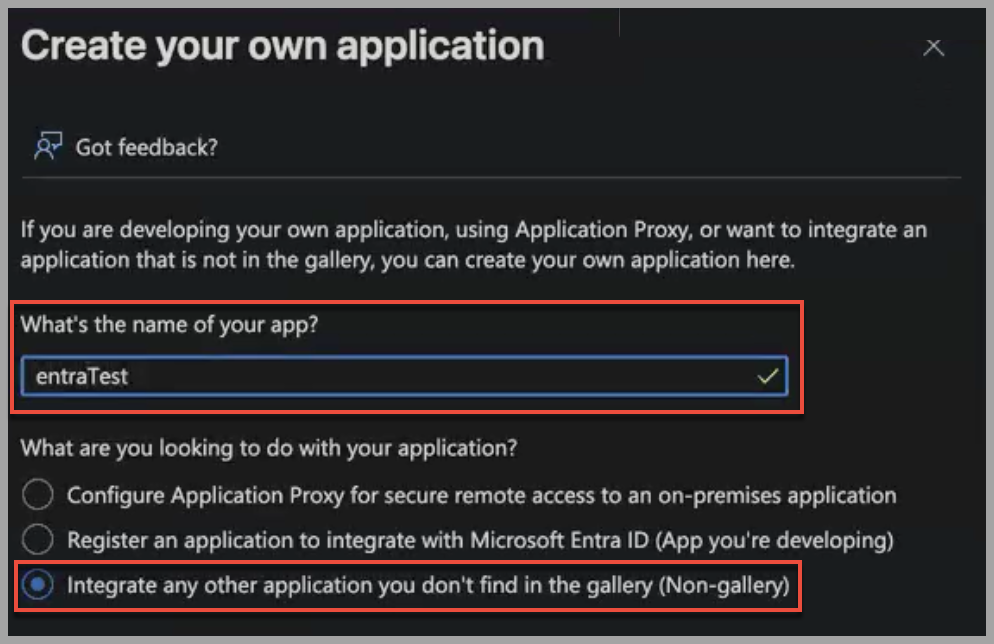 Create your own application
Got feedback?
If you are developing your own application, using Application Proxy, or want to integrate an
application that is not in the gallery, you can create your own application here.
What's the name of your app?
entraTest
What are you looking to do with your application?
Configure Application Proxy for secure remote access to an on-premises application
Register an application to integrate with Microsoft Entra ID (App you're developing)
Integrate any other application you don't find in the gallery (Non-gallery)